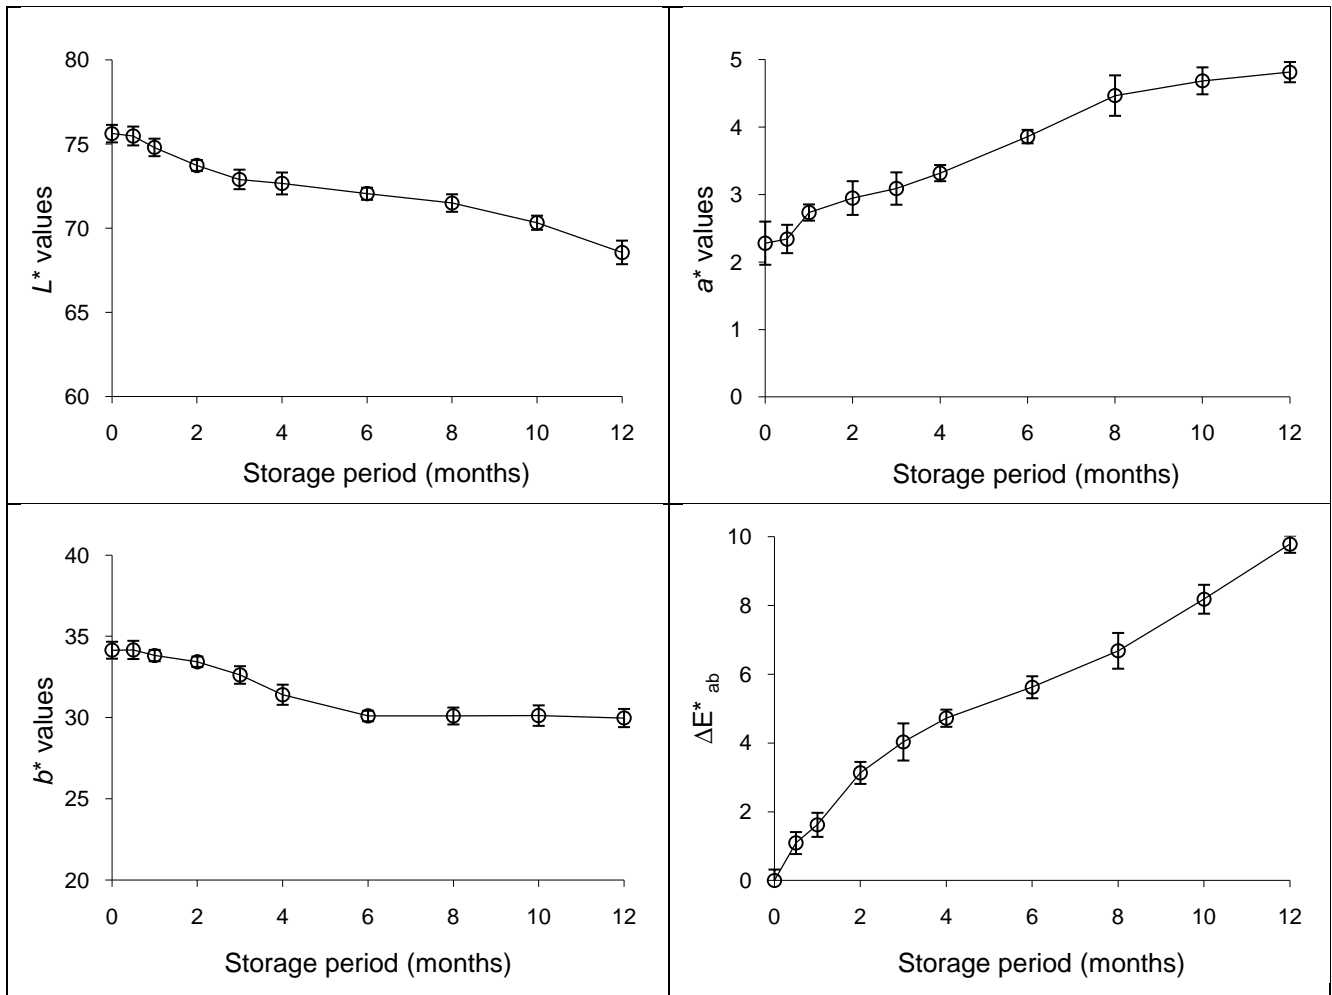 80
75
70
65
60
L* values
0 2 4 6 8 10 12
Storage period (months)
5
4
3
2
1
0
a* values
0 2 4 6 8 10 12
Storage period (months)
40
35
30
25
20
b* values
0 2 4 6 8 10 12
Storage period (months)
10
8
6
4
2
0
ΔE*ab
0 2 4 6 8 10 12
Storage period (months)